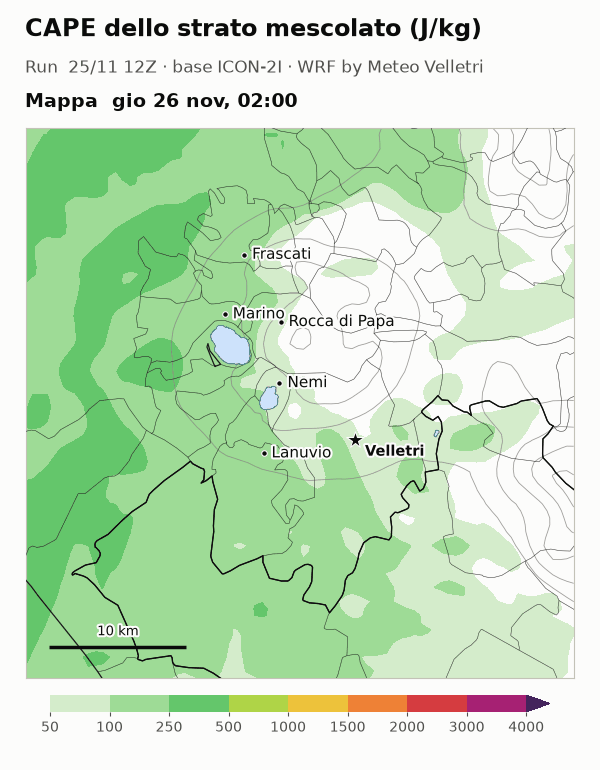 CAPE dello strato mescolato (J/kg)
Run  25/11 12Z · base ICON-2I · WRF by Meteo Velletri
Mappa  gio 26 nov, 02:00
Frascati
Marino
Rocca di Papa
Nemi
Velletri
Lanuvio
10 km
50 100 250 500 1000 1500 2000 3000 4000